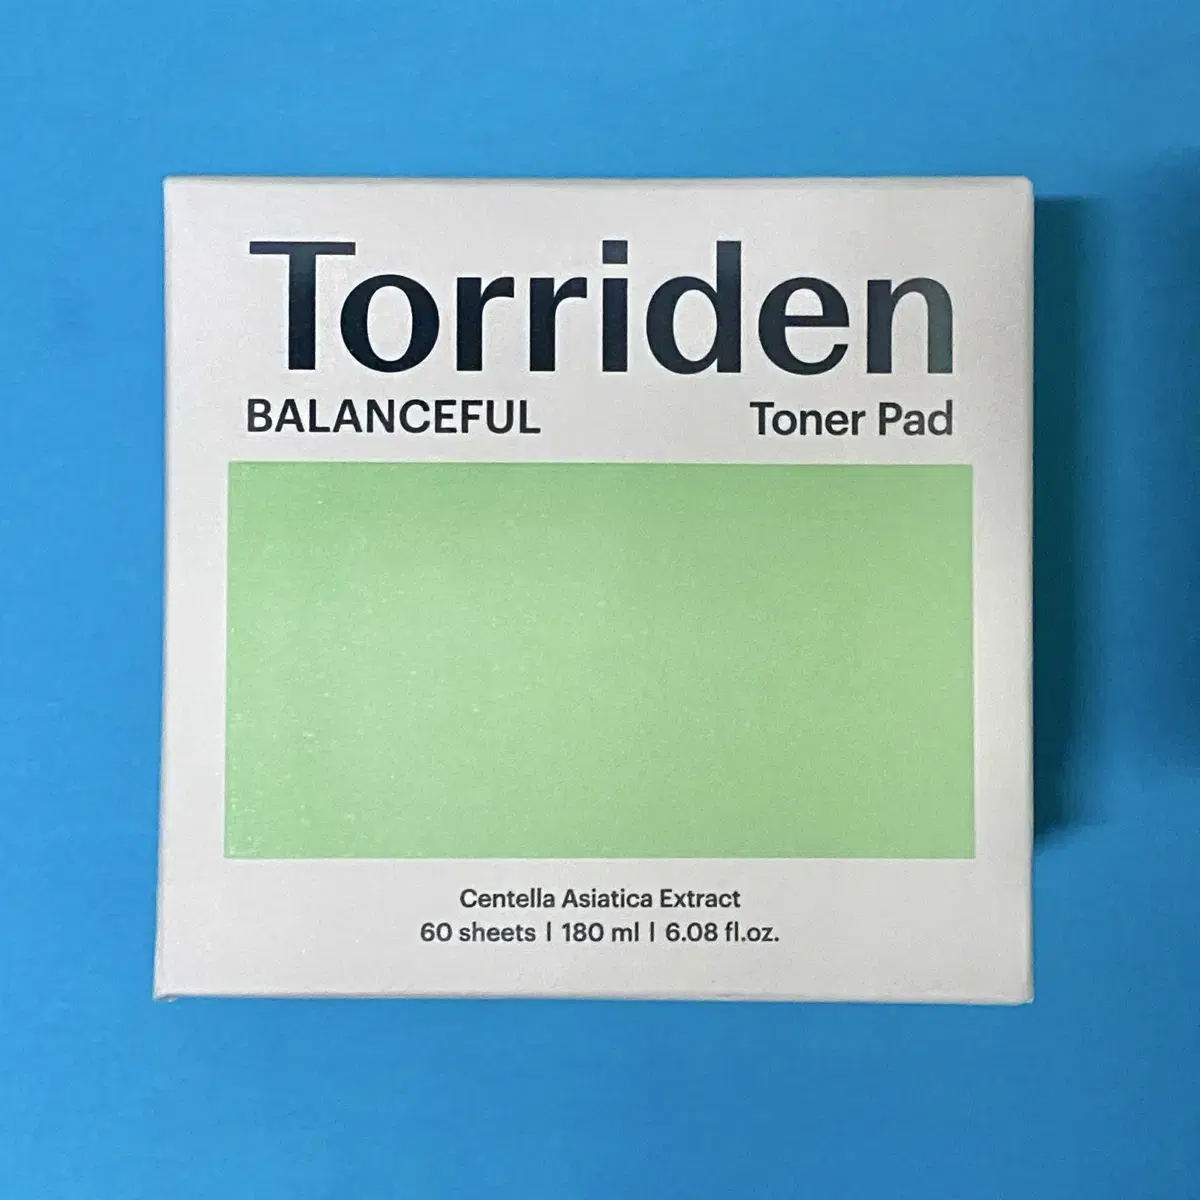 Torriden
BALANCEFUL Toner Pad
Centella Asiatica Extract
60 sheets | 180 ml | 6.08 fl.oz.